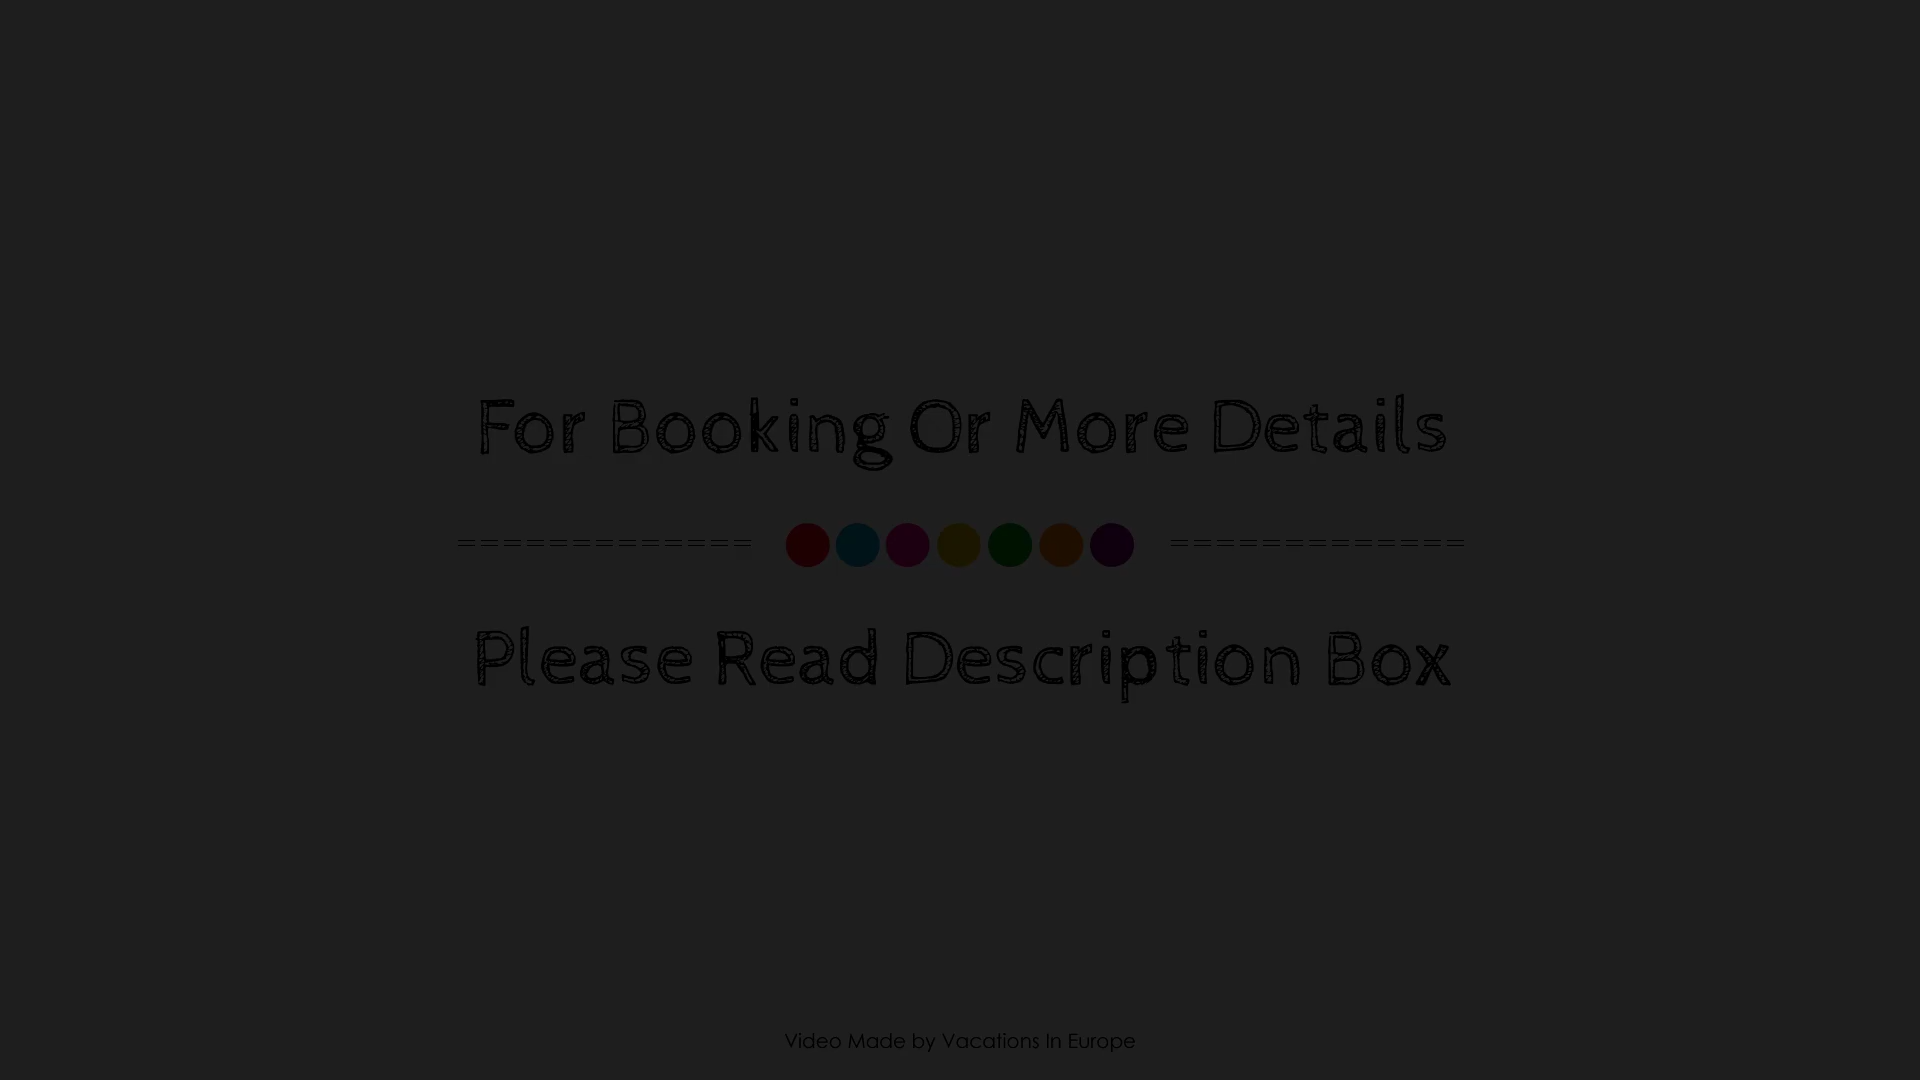 For Booking Or More Details
============= =============
Please Read Description Box
Video Made by Vacations In Europe